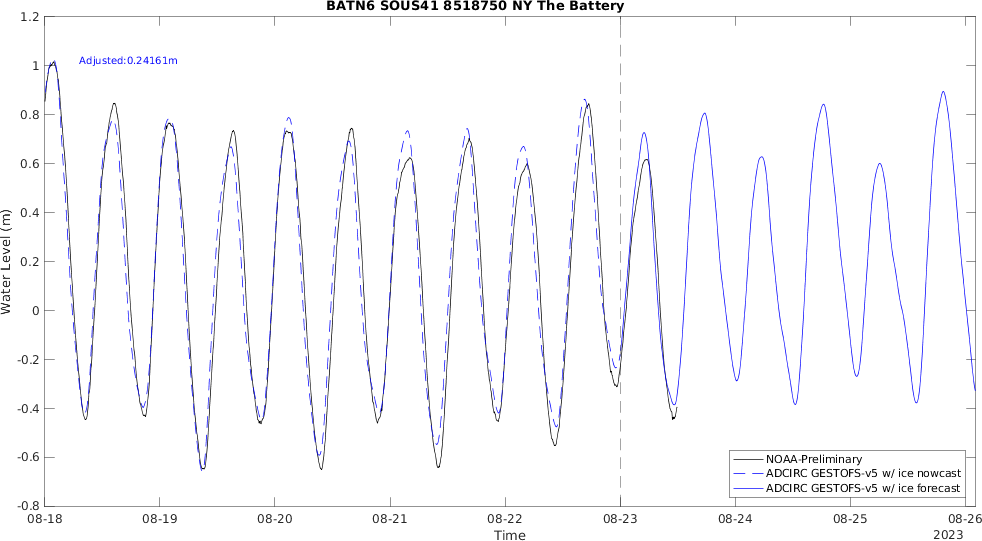 BATN6 SOUS41 8518750 NY The Battery
Adjusted:0.24161m
1.2
1
0.8
0.6
0.4
0.2
0
-0.2
-0.4
-0.6
-0.8
Water Level (m)
NOAA-Preliminary
ADCIRC GESTOFS-v5 w/ ice nowcast
ADCIRC GESTOFS-v5 w/ ice forecast
08-18 08-19 08-20 08-21 08-22 08-23 08-24 08-25 08-26
Time
2023